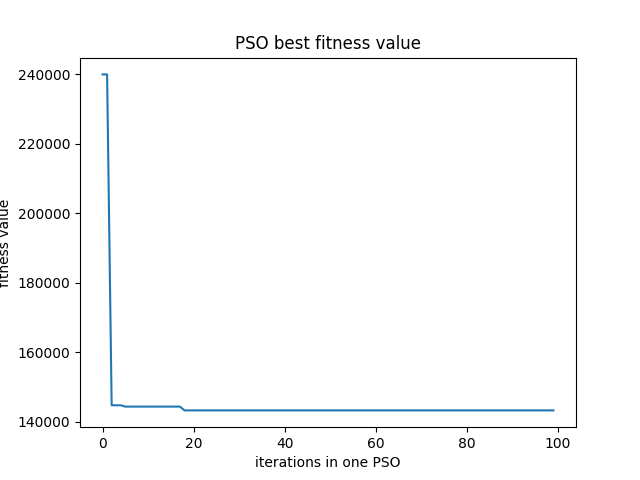 PSO best fitness value
240000
220000
200000
180000
160000
140000
fitness value
0 20 40 60 80 100
iterations in one PSO